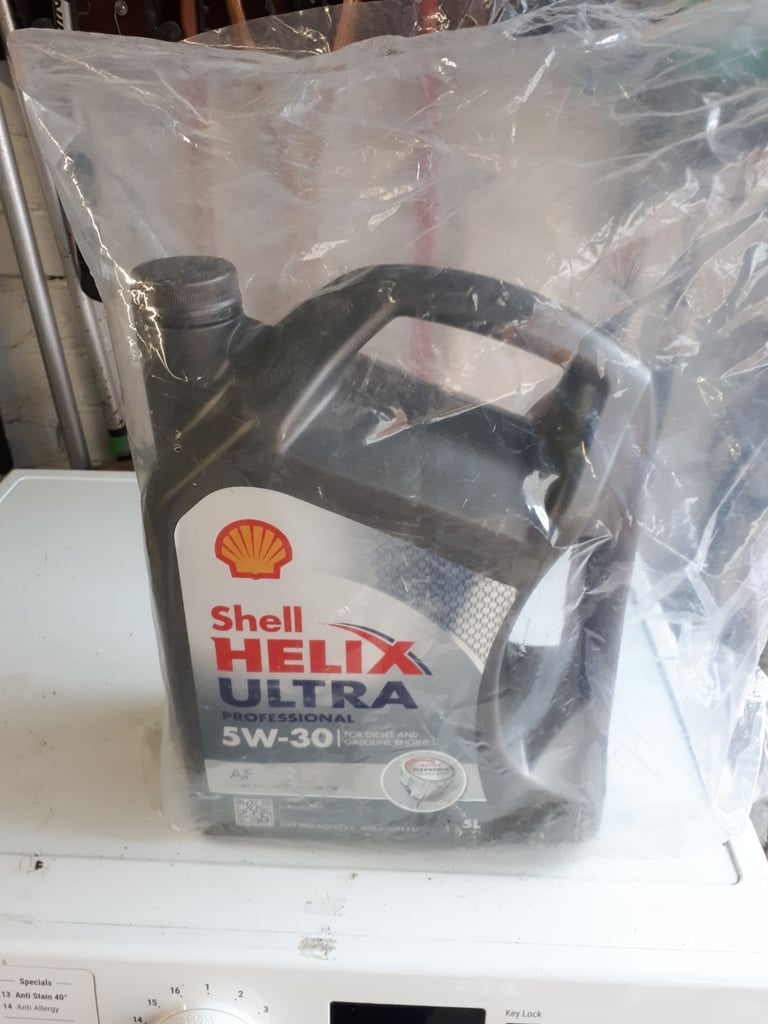 Shell
HELIX
ULTRA
PROFESSIONAL
5W-30
FOR DIESEL AND
GASOLINE ENGINES
5L
Specials
13 Anti Stain 40°
14 Anti Allergy
14
15
16
1
2
3
Key Lock